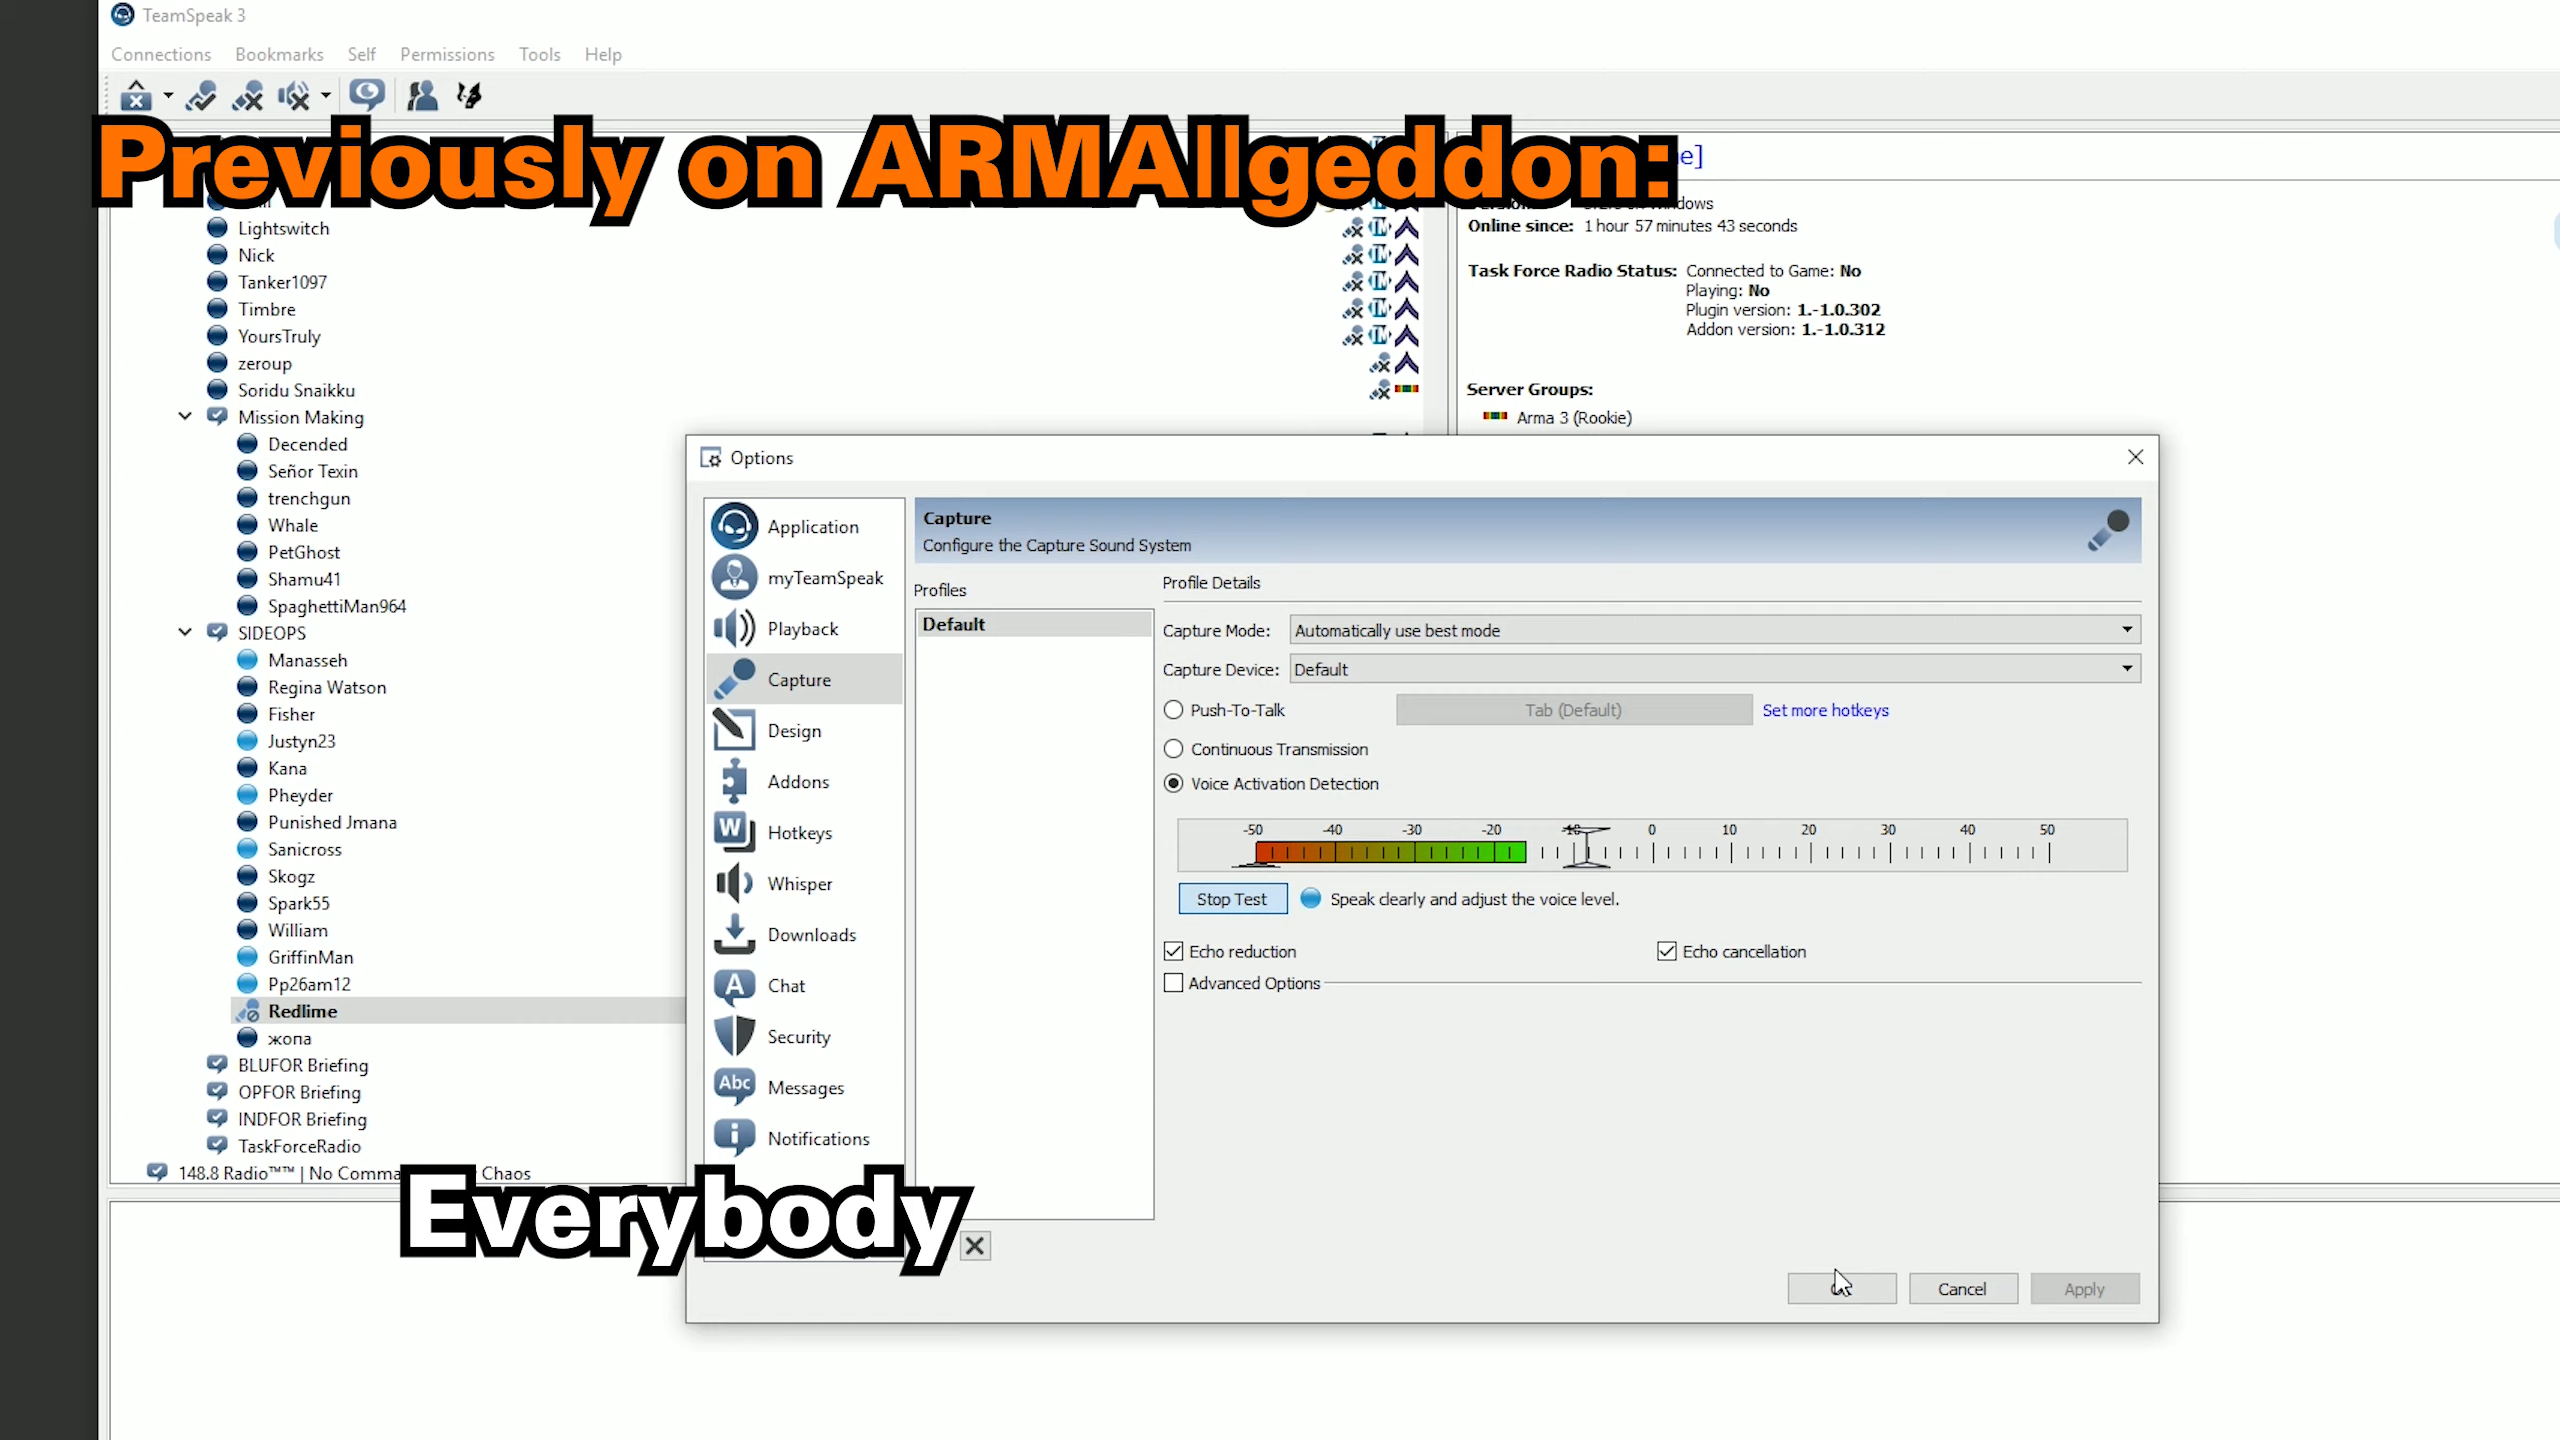 TeamSpeak 3
Connections Bookmarks Self Permissions Tools Help
Previously on ARMAllgeddon:
e]
Lightswitch
Nick
Tanker1097
Timbre
YoursTruly
zeroup
Soridu Snaikku
Mission Making
Decended
Señor Texin
trenchgun
Whale
PetGhost
Shamu41
SpaghettiMan964
SIDEOPS
Manasseh
Regina Watson
Fisher
Justyn23
Kana
Pheyder
Punished Jmana
Sanicross
Skogz
Spark55
William
GriffinMan
Pp26am12
Redlime
жопа
BLUFOR Briefing
OPFOR Briefing
INDFOR Briefing
TaskForceRadio
148.8 Radio™™ | No Comma Chaos
Online since: 1 hour 57 minutes 43 seconds
Task Force Radio Status: Connected to Game: No
Playing: No
Plugin version: 1.-1.0.302
Addon version: 1.-1.0.312
Server Groups:
Arma 3 (Rookie)
Options
Application
myTeamSpeak
Playback
Capture
Design
Addons
Hotkeys
Whisper
Downloads
Chat
Security
Messages
Notifications
Capture
Configure the Capture Sound System
Profiles
Default
Profile Details
Capture Mode: Automatically use best mode
Capture Device: Default
Push-To-Talk Tab (Default) Set more hotkeys
Continuous Transmission
Voice Activation Detection
-50 -40 -30 -20 -10 0 10 20 30 40 50
Stop Test Speak clearly and adjust the voice level.
Echo reduction Echo cancellation
Advanced Options
Everybody
Cancel Apply